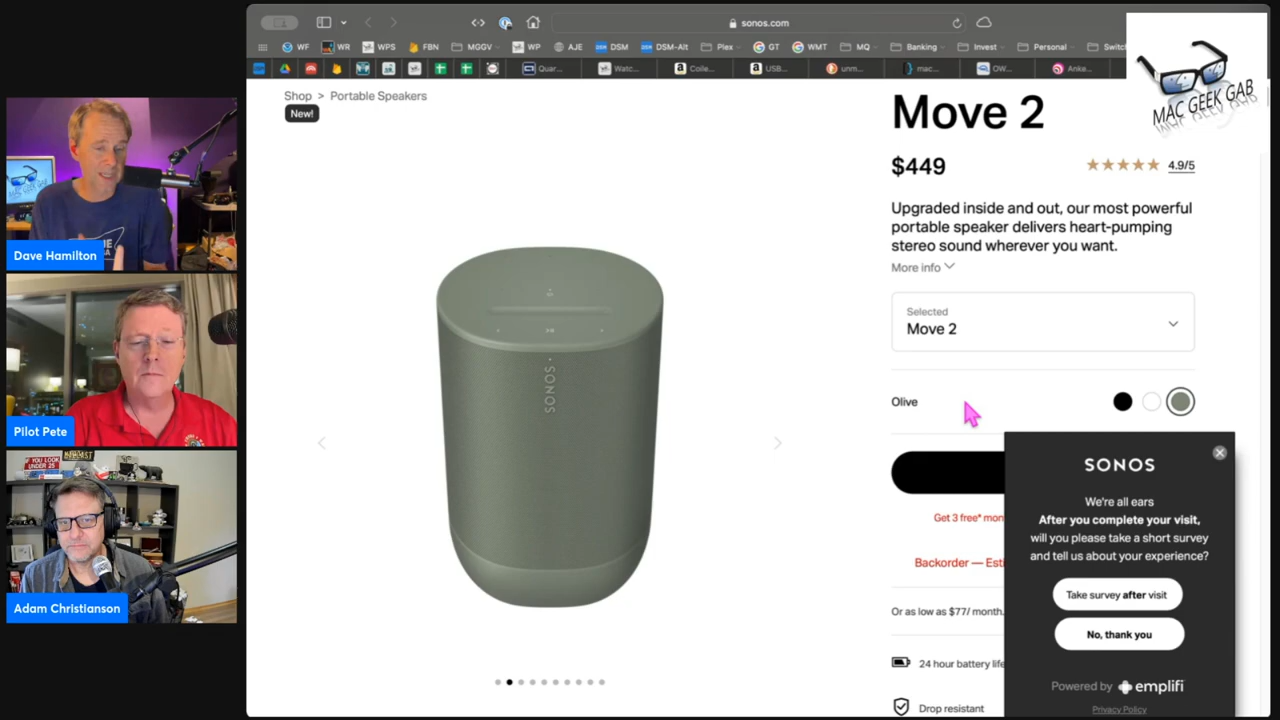 sonos.com
WF
WR
WPS
FBN
MGGV
WP
AJE
DSM
DSM-Alt
Plex
GT
WMT
MQ
Banking
Invest
Personal
Switch
Quar...
Watc...
Colle...
USB...
unm...
mac...
OW...
Anke...
MAC GEEK GAB
Shop > Portable Speakers
New!
Move 2
$449
4.9/5
Upgraded inside and out, our most powerful
portable speaker delivers heart-pumping
stereo sound wherever you want.
More info
Selected
Move 2
Olive
SONOS
Get 3 free* mon
Backorder — Esti
Or as low as $77/ month.
24 hour battery life
Drop resistant
SONOS
We're all ears
After you complete your visit,
will you please take a short survey
and tell us about your experience?
Take survey after visit
No, thank you
Powered by emplifi
Privacy Policy
Dave Hamilton
Pilot Pete
IF YOU LOOK
UNDER 25
Adam Christianson